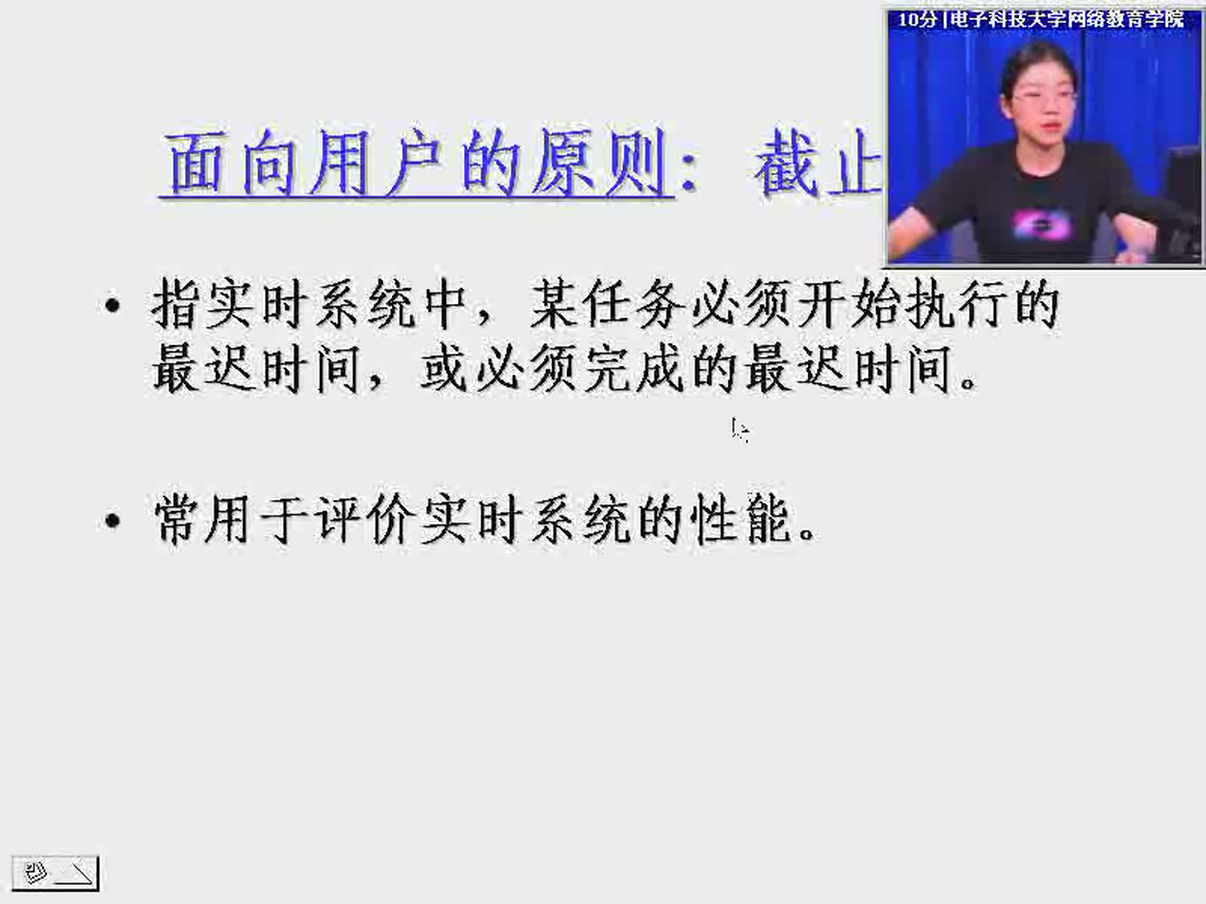 10分|电子科技大学网络教育学院
面向用户的原则： 截止
• 指实时系统中，某任务必须开始执行的
最迟时间，或必须完成的最迟时间。
• 常用于评价实时系统的性能。